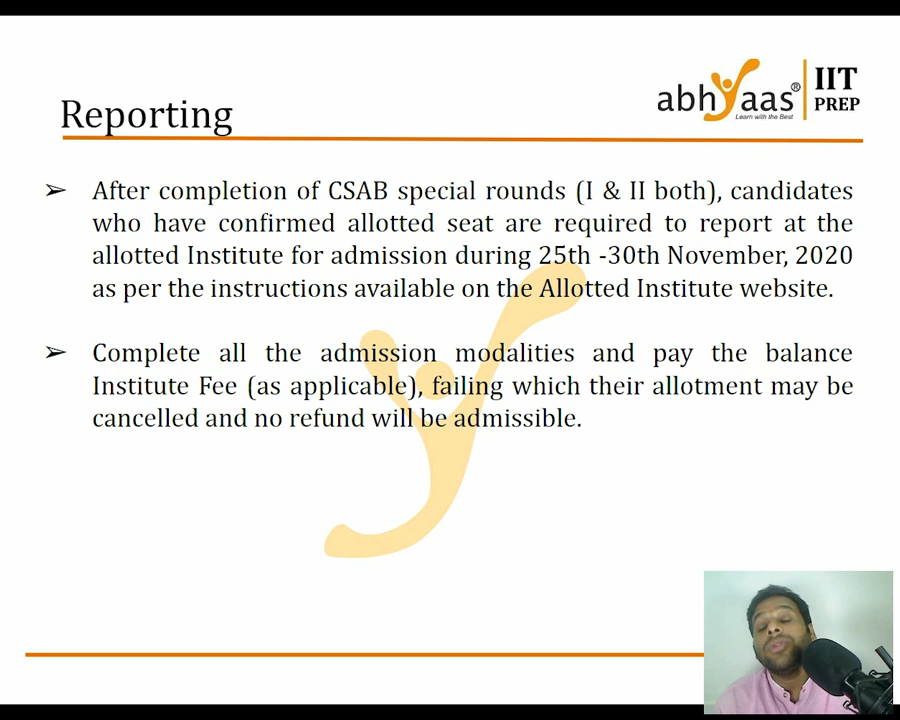 Reporting
abhyaas®
Learn with the Best
IIT
PREP
➢ After completion of CSAB special rounds (I & II both), candidates
who have confirmed allotted seat are required to report at the
allotted Institute for admission during 25th -30th November, 2020
as per the instructions available on the Allotted Institute website.
➢ Complete all the admission modalities and pay the balance
Institute Fee (as applicable), failing which their allotment may be
cancelled and no refund will be admissible.